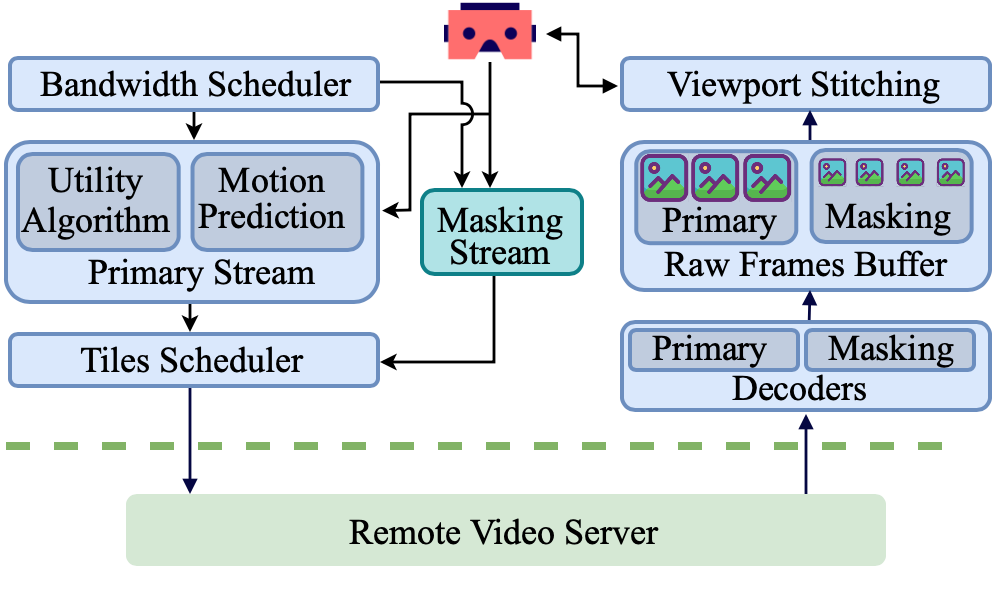 Bandwidth Scheduler
Utility
Algorithm
Motion
Prediction
Primary Stream
Tiles Scheduler
Masking
Stream
Viewport Stitching
Primary
Masking
Raw Frames Buffer
Primary
Masking
Decoders
Remote Video Server